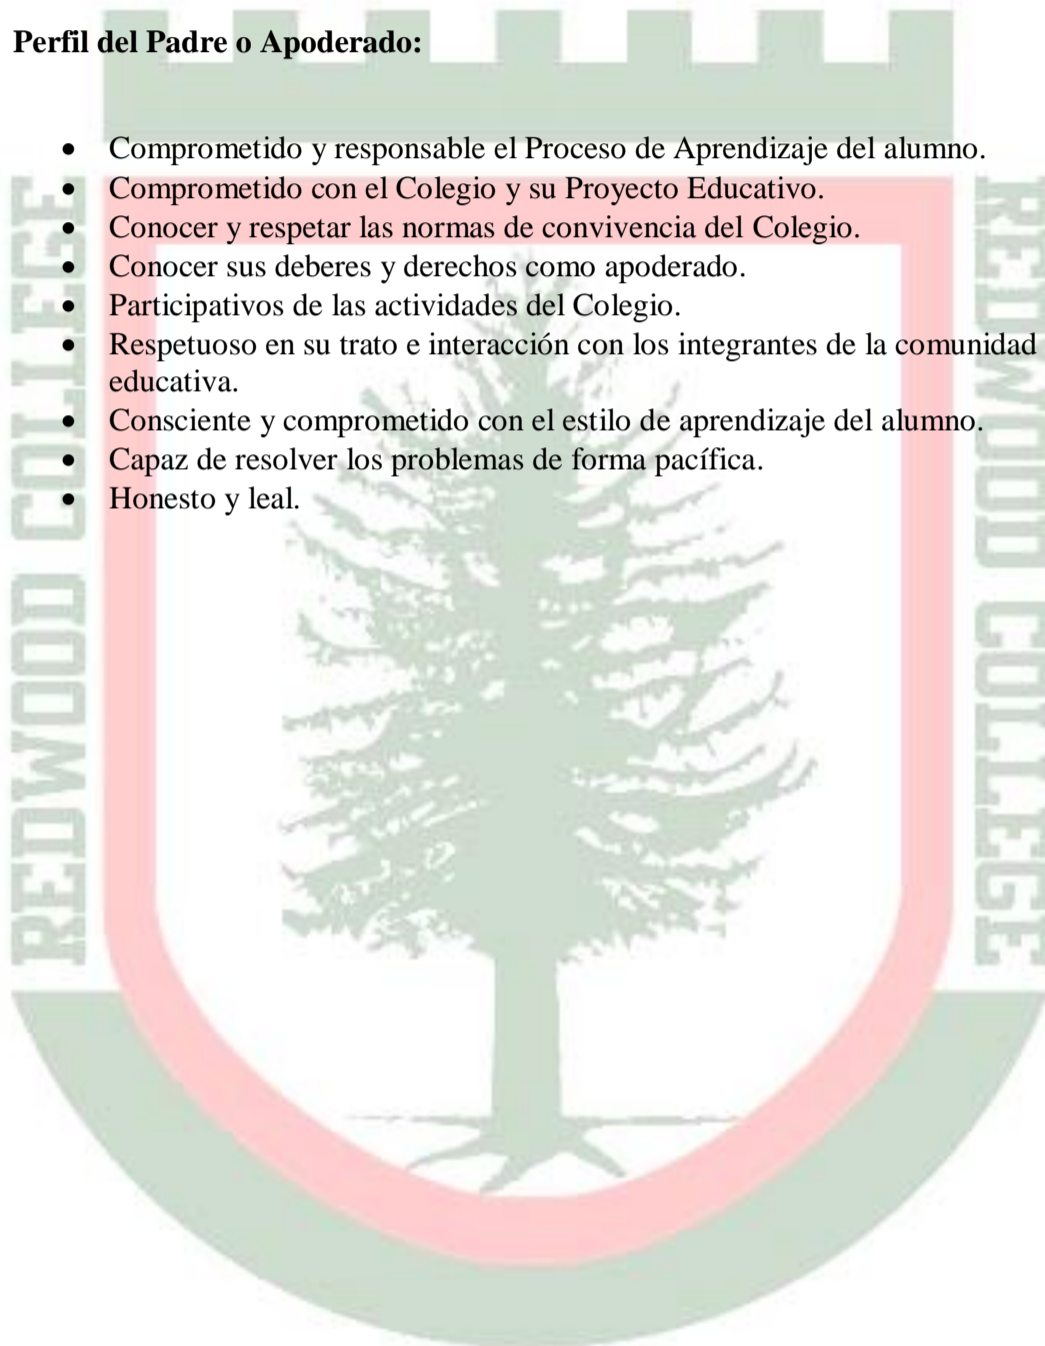 Perfil del Padre o Apoderado:
• Comprometido y responsable el Proceso de Aprendizaje del alumno.
• Comprometido con el Colegio y su Proyecto Educativo.
• Conocer y respetar las normas de convivencia del Colegio.
• Conocer sus deberes y derechos como apoderado.
• Participativos de las actividades del Colegio.
• Respetuoso en su trato e interacción con los integrantes de la comunidad
educativa.
• Consciente y comprometido con el estilo de aprendizaje del alumno.
• Capaz de resolver los problemas de forma pacífica.
• Honesto y leal.
REDWOOD COLLEGE
REDWOOD COLLEGE